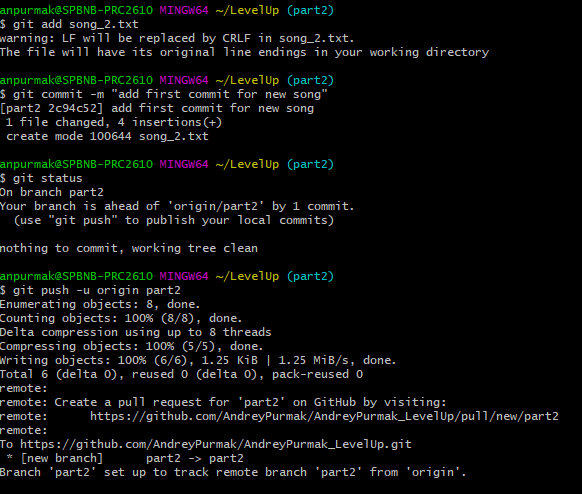 anpurmak@SPBNB-PRC2610 MINGW64 ~/LevelUp (part2)
$ git add song_2.txt
warning: LF will be replaced by CRLF in song_2.txt.
The file will have its original line endings in your working directory
anpurmak@SPBNB-PRC2610 MINGW64 ~/LevelUp (part2)
$ git commit -m "add first commit for new song"
[part2 2c94c52] add first commit for new song
1 file changed, 4 insertions(+)
create mode 100644 song_2.txt
anpurmak@SPBNB-PRC2610 MINGW64 ~/LevelUp (part2)
$ git status
On branch part2
Your branch is ahead of 'origin/part2' by 1 commit.
(use "git push" to publish your local commits)
nothing to commit, working tree clean
anpurmak@SPBNB-PRC2610 MINGW64 ~/LevelUp (part2)
$ git push -u origin part2
Enumerating objects: 8, done.
Counting objects: 100% (8/8), done.
Delta compression using up to 8 threads
Compressing objects: 100% (5/5), done.
Writing objects: 100% (6/6), 1.25 KiB | 1.25 MiB/s, done.
Total 6 (delta 0), reused 0 (delta 0), pack-reused 0
remote:
remote: Create a pull request for 'part2' on GitHub by visiting:
remote:      https://github.com/AndreyPurmak/AndreyPurmak_LevelUp/pull/new/part2
remote:
To https://github.com/AndreyPurmak/AndreyPurmak_LevelUp.git
* [new branch]      part2 -> part2
Branch 'part2' set up to track remote branch 'part2' from 'origin'.